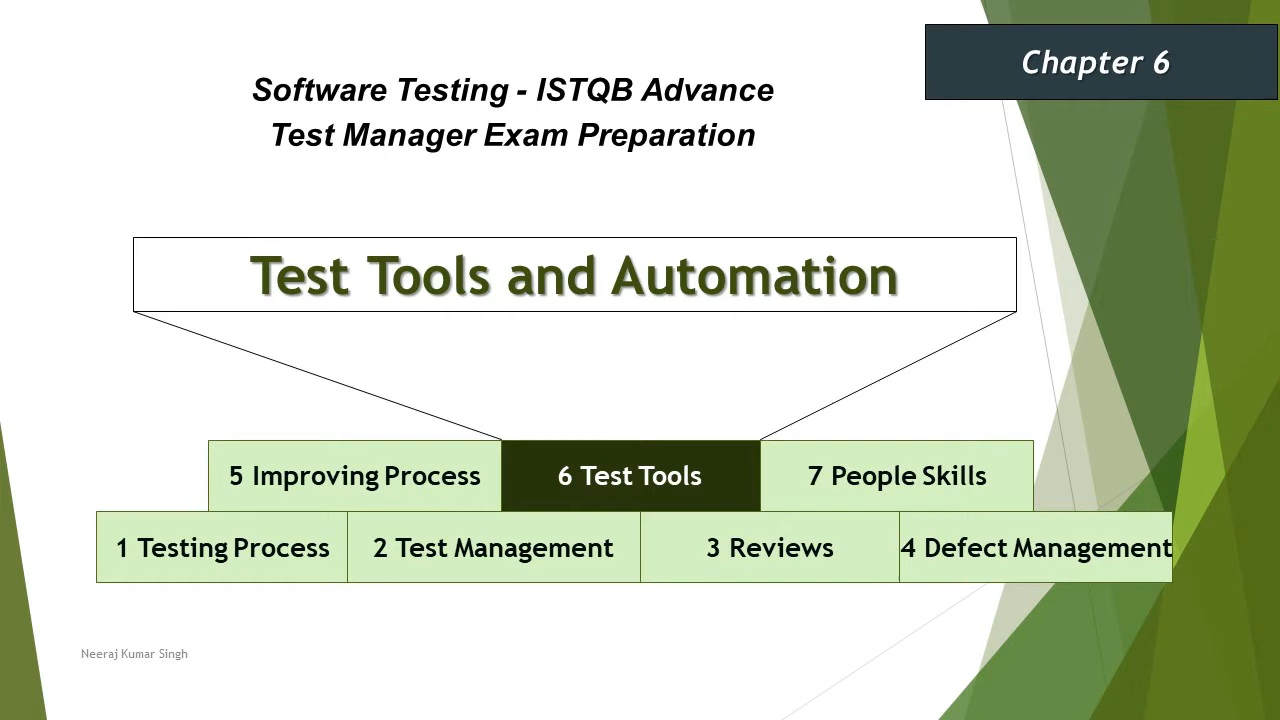 Chapter 6
Software Testing - ISTQB Advance
Test Manager Exam Preparation
Test Tools and Automation
5 Improving Process
6 Test Tools
7 People Skills
1 Testing Process
2 Test Management
3 Reviews
4 Defect Management
Neeraj Kumar Singh